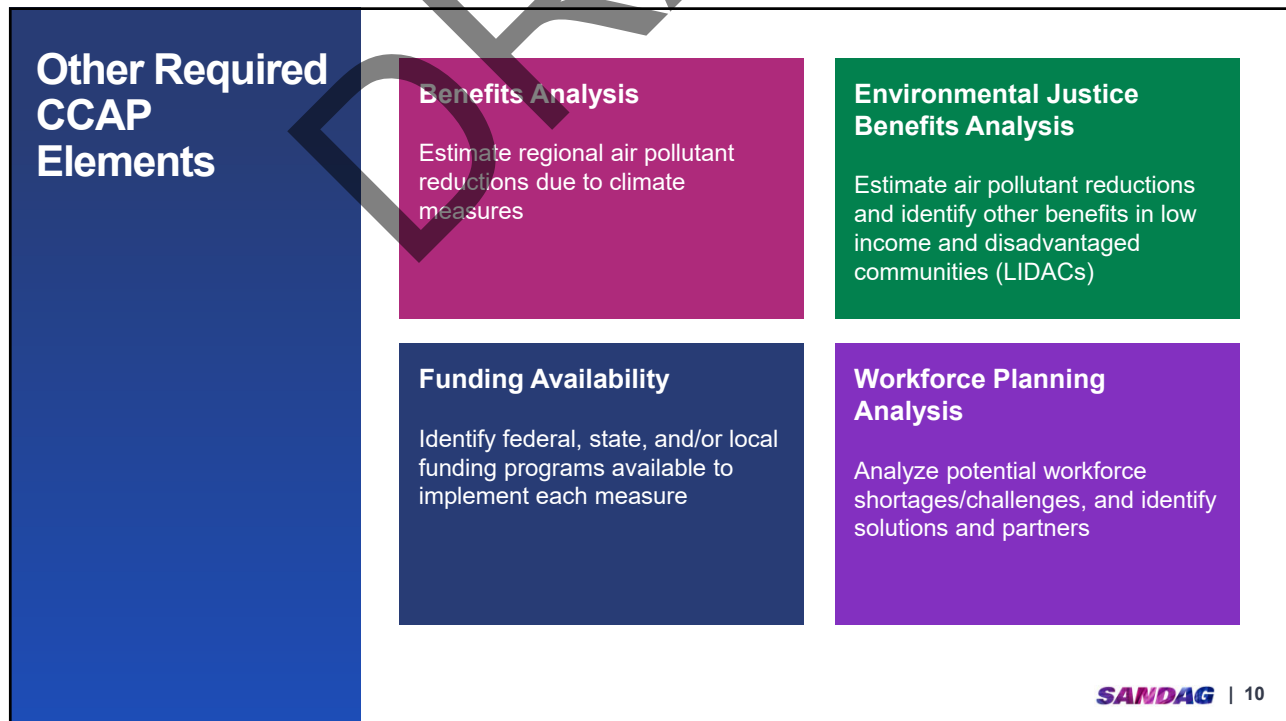 Other Required
CCAP
Elements
Benefits Analysis
Estimate regional air pollutant
reductions due to climate
measures
Environmental Justice
Benefits Analysis
Estimate air pollutant reductions
and identify other benefits in low
income and disadvantaged
communities (LIDACs)
Funding Availability
Identify federal, state, and/or local
funding programs available to
implement each measure
Workforce Planning
Analysis
Analyze potential workforce
shortages/challenges, and identify
solutions and partners
SANDAG | 10